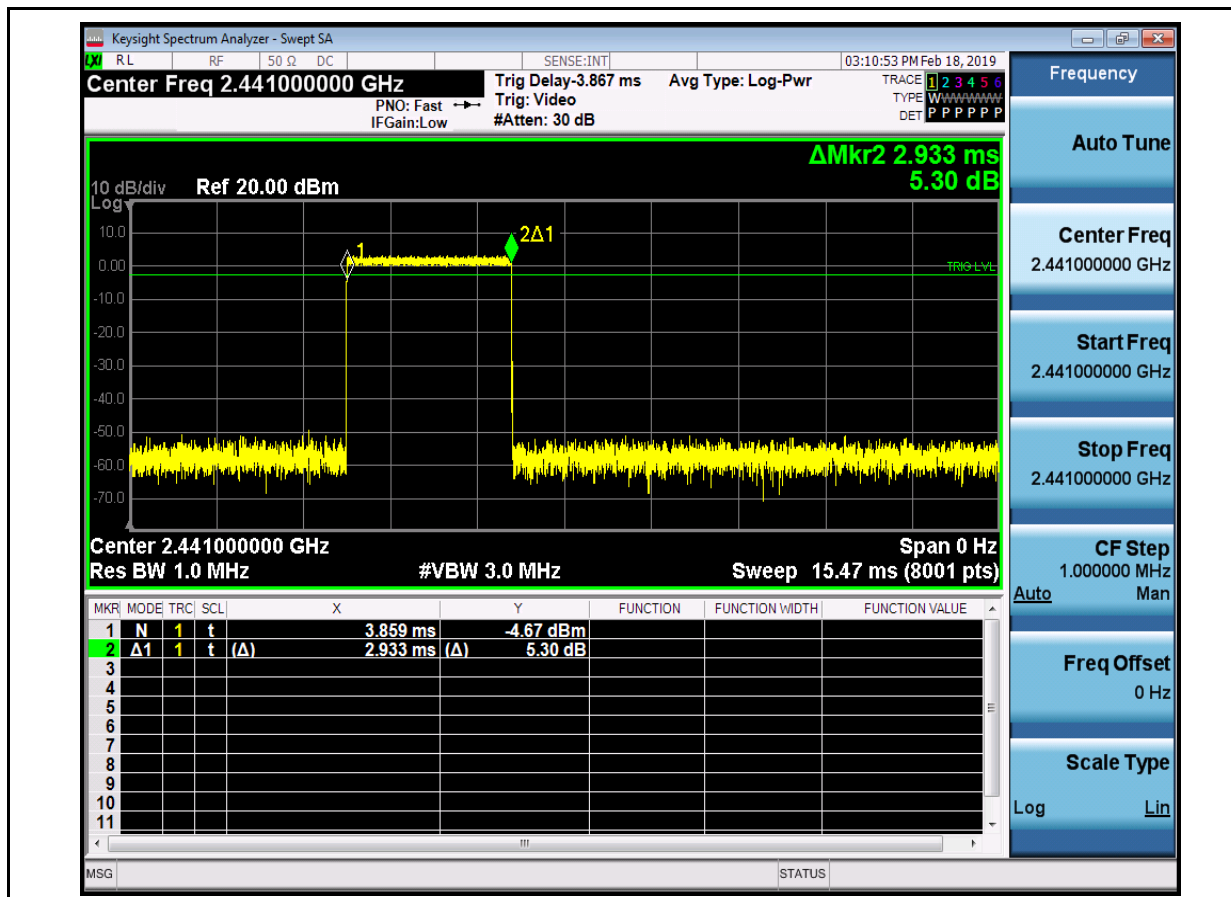 Keysight Spectrum Analyzer - Swept SA
LXI RL RF 50 Ω DC SENSE:INT 03:10:53 PM Feb 18, 2019
Center Freq 2.441000000 GHz
PNO: Fast
IFGain:Low
Trig Delay-3.867 ms
Trig: Video
#Atten: 30 dB
Avg Type: Log-Pwr
TRACE 1 2 3 4 5 6
TYPE WWWWWW
DET P P P P P P
ΔMkr2 2.933 ms
5.30 dB
10 dB/div Ref 20.00 dBm
Log
10.0
0.00
-10.0
-20.0
-30.0
-40.0
-50.0
-60.0
-70.0
1
2Δ1
TRIG LVL
Center 2.441000000 GHz Span 0 Hz
Res BW 1.0 MHz #VBW 3.0 MHz Sweep 15.47 ms (8001 pts)
MKR MODE TRC SCL X Y FUNCTION FUNCTION WIDTH FUNCTION VALUE
1 N 1 t 3.859 ms -4.67 dBm
2 Δ1 1 t (Δ) 2.933 ms (Δ) 5.30 dB
3
4
5
6
7
8
9
10
11
MSG STATUS
Frequency
Auto Tune
Center Freq
2.441000000 GHz
Start Freq
2.441000000 GHz
Stop Freq
2.441000000 GHz
CF Step
1.000000 MHz
Auto Man
Freq Offset
0 Hz
Scale Type
Log Lin